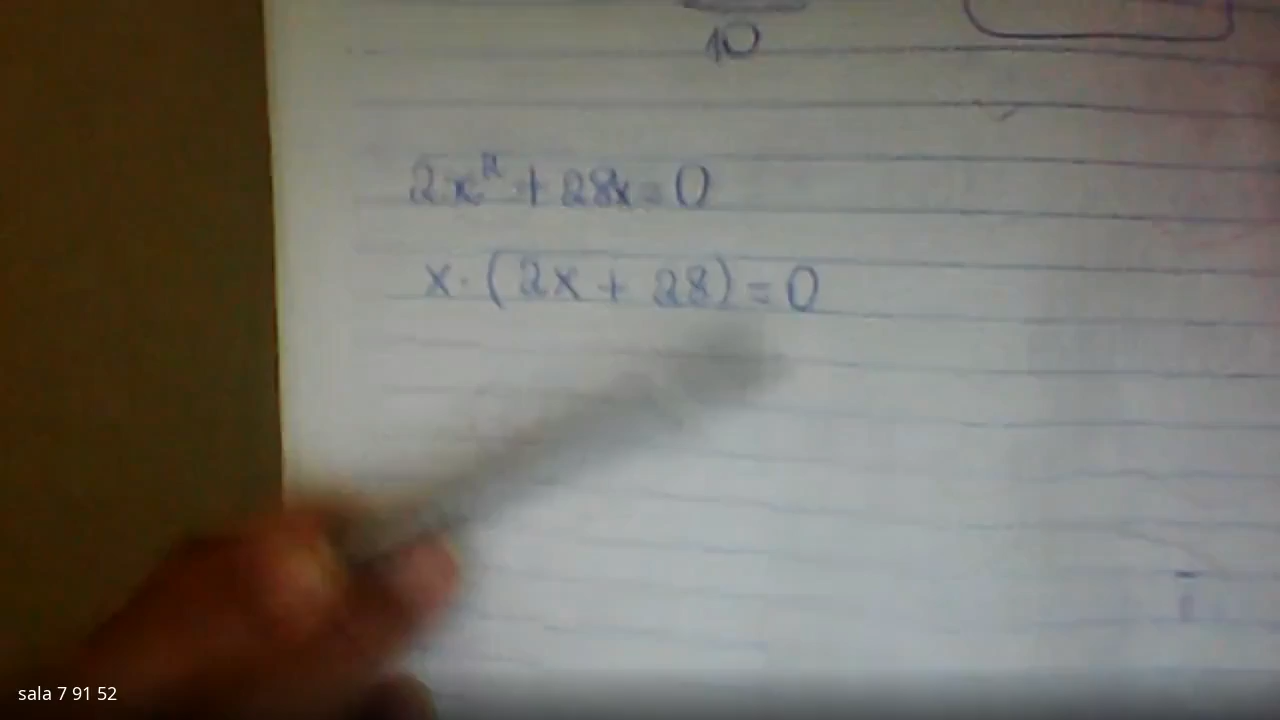 10
2x² + 28x = 0
x · (2x + 28) = 0
sala 7 91 52